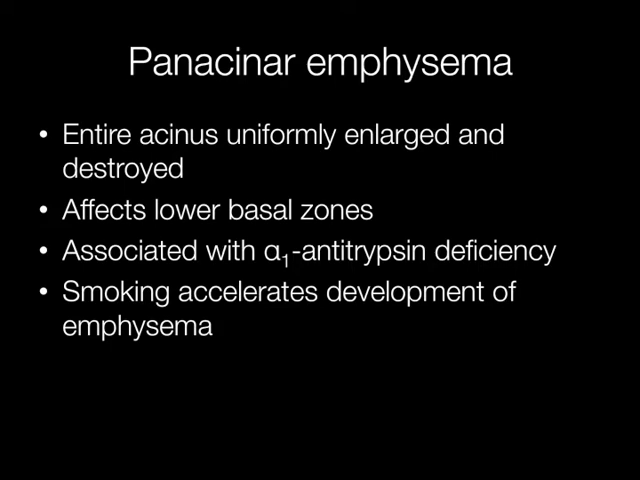 Panacinar emphysema
• Entire acinus uniformly enlarged and
destroyed
• Affects lower basal zones
• Associated with α₁-antitrypsin deficiency
• Smoking accelerates development of
emphysema